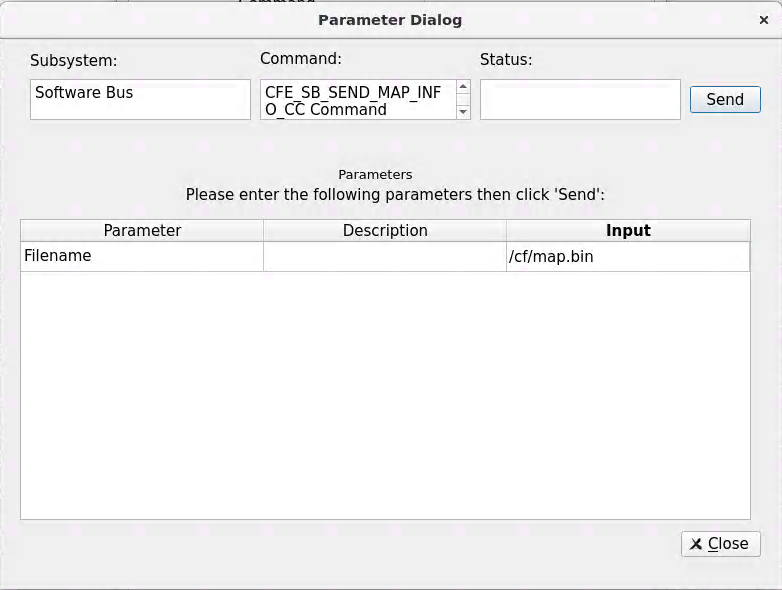 Parameter Dialog
Subsystem:
Command:
Status:
Software Bus
CFE_SB_SEND_MAP_INF
O_CC Command
Send
Parameters
Please enter the following parameters then click 'Send':
Parameter Description Input
Filename /cf/map.bin
Close